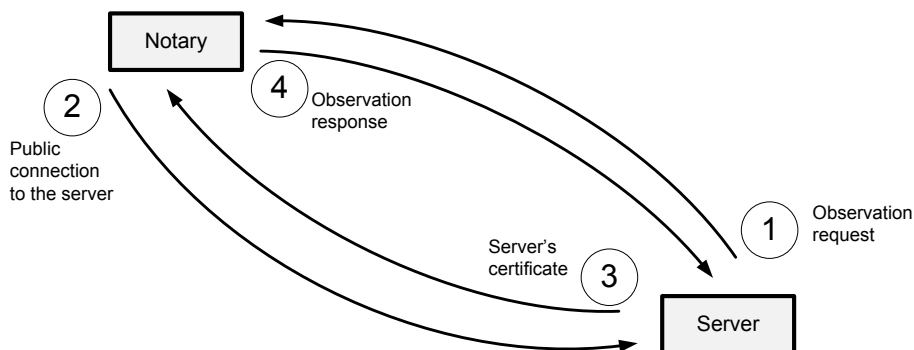 Notary
4
Observation
response
2
Public
connection
to the server
1
Observation
request
Server's
certificate
3
Server